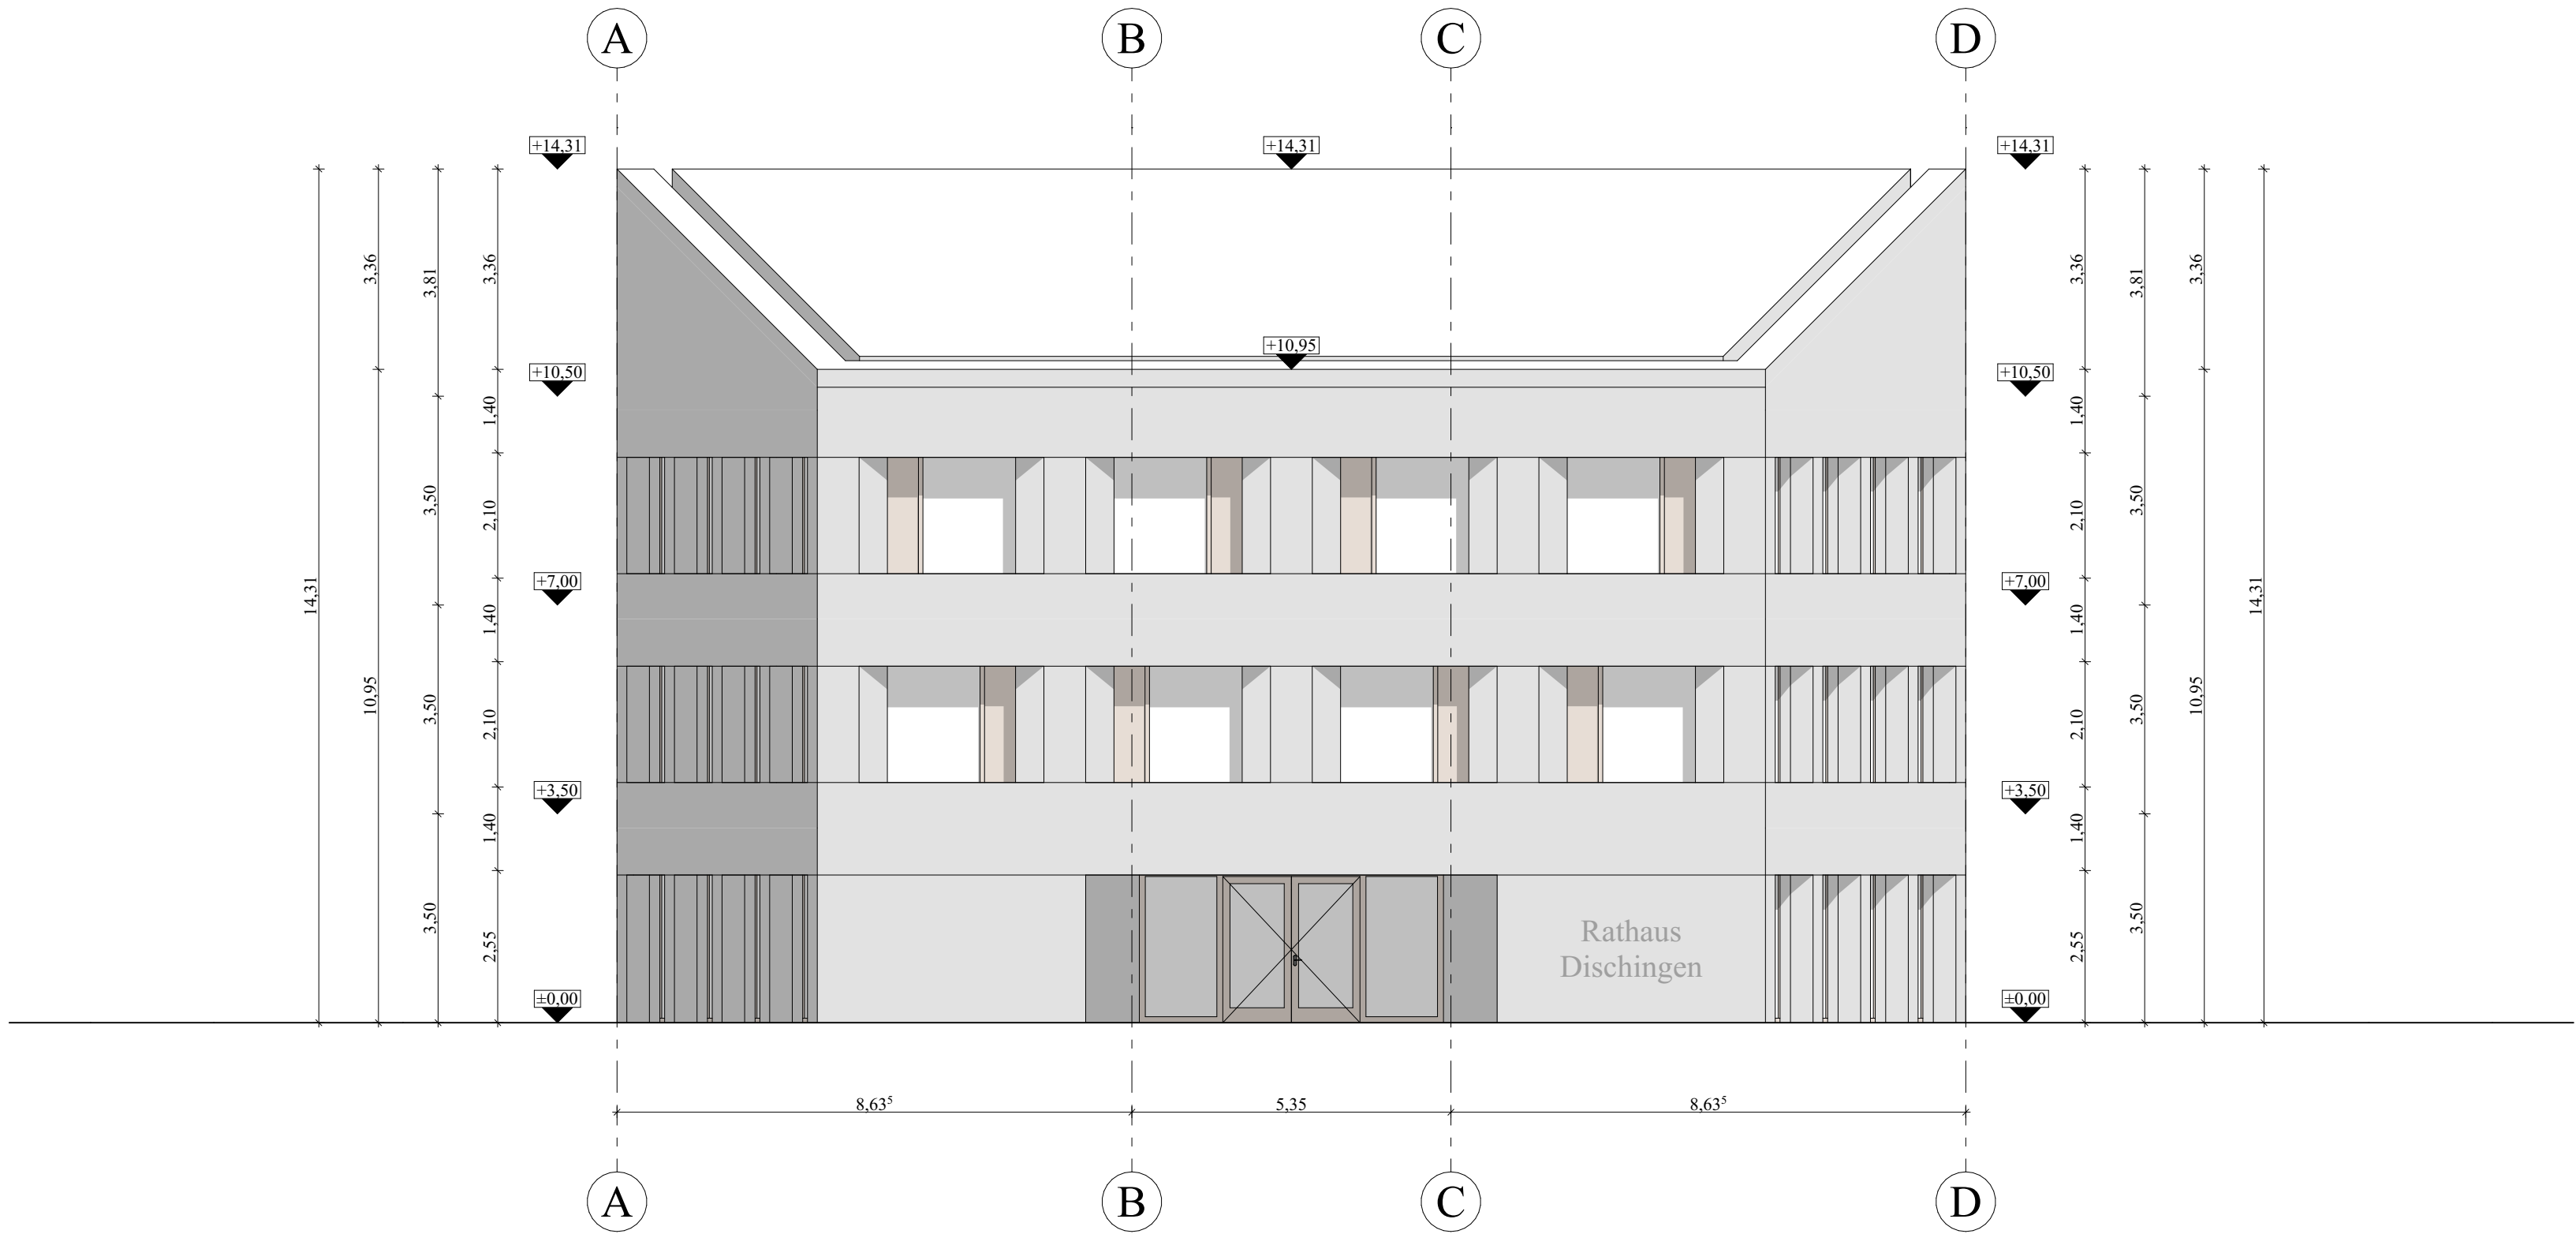 A B C D
+14,31 +14,31 +14,31
3,36 3,81 3,36 3,36 3,81 3,36
+10,95
+10,50 +10,50
1,40 1,40
3,50 2,10 2,10 3,50
+7,00 +7,00
14,31 1,40 1,40 14,31
10,95 3,50 2,10 2,10 3,50 10,95
+3,50 +3,50
1,40 1,40
3,50 2,55 2,55 3,50
Rathaus
Dischingen
±0,00 ±0,00
8,63⁵ 5,35 8,63⁵
A B C D